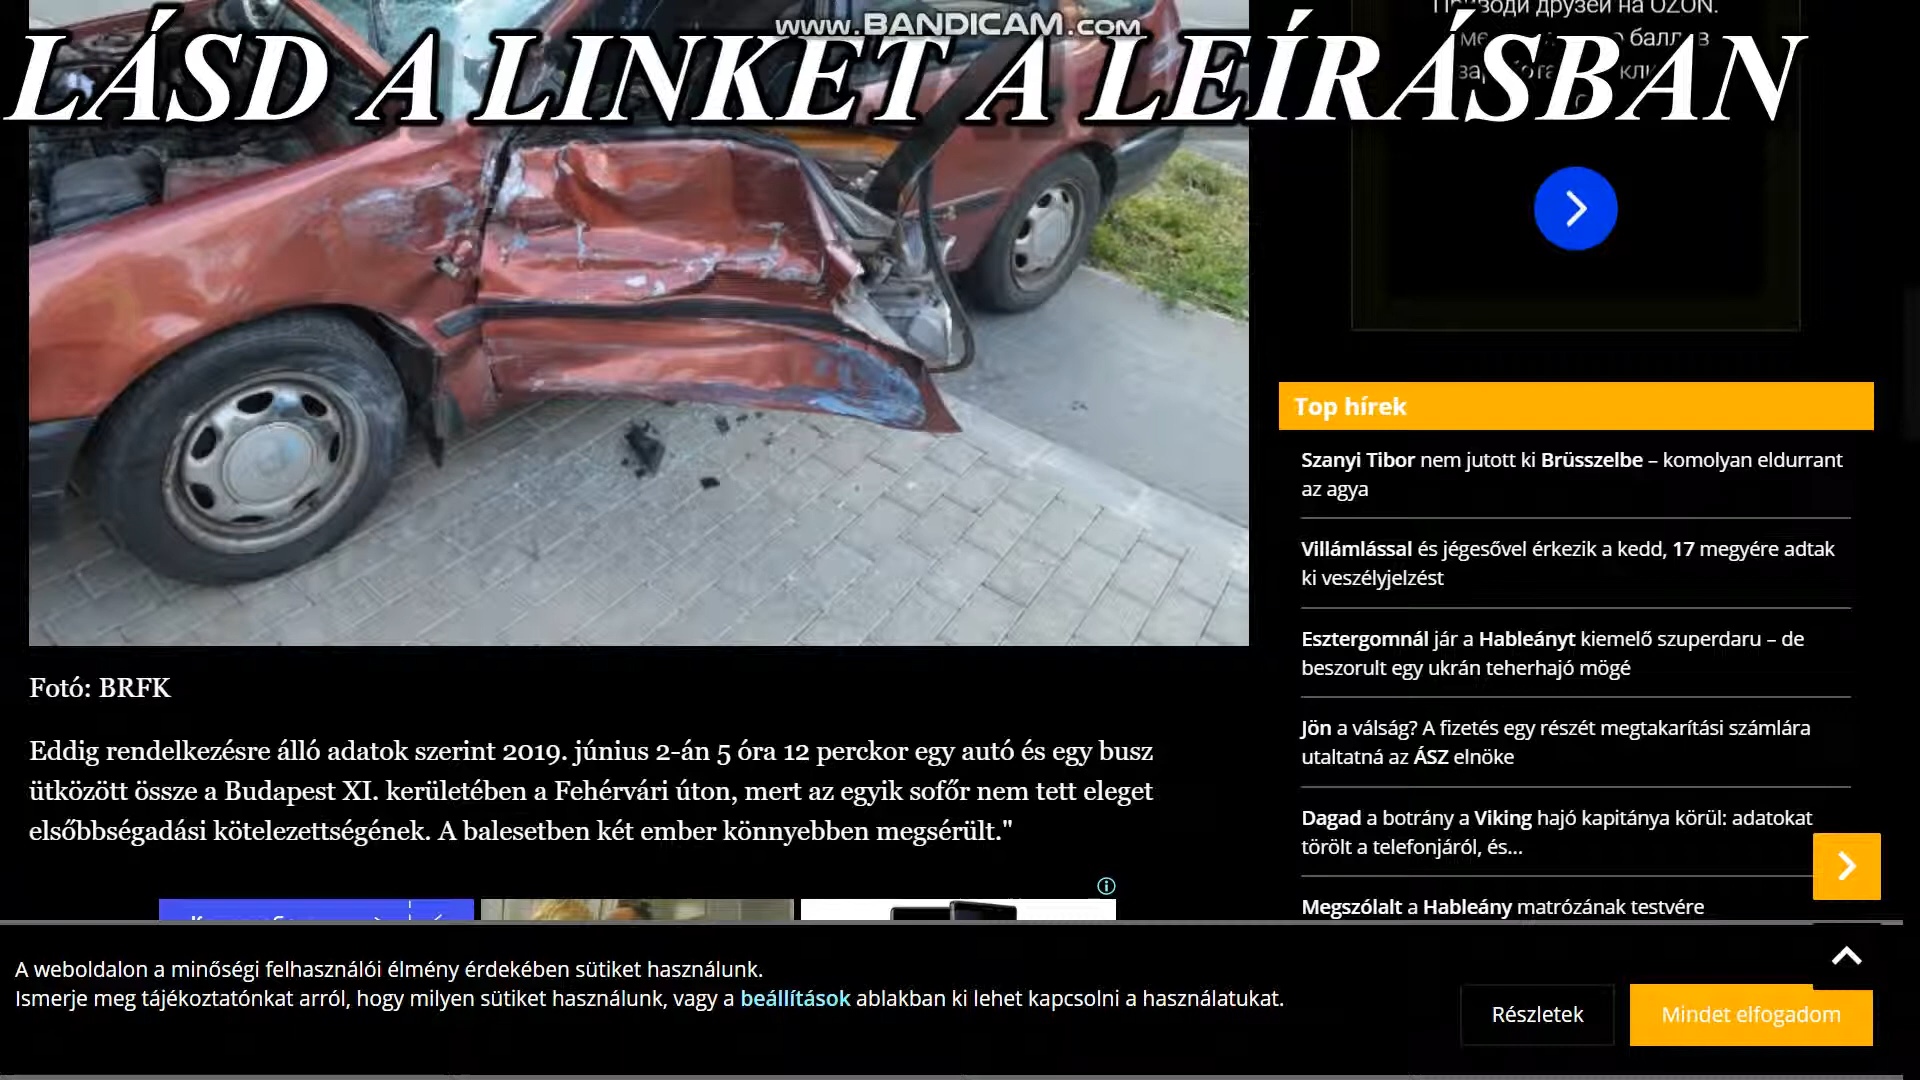 www.BANDICAM.com
LÁSD A LINKET A LEÍRÁSBAN
друзей на OZON.
Top hírek
Szanyi Tibor nem jutott ki Brüsszelbe – komolyan eldurrant
az agya
Villámlással és jégesővel érkezik a kedd, 17 megyére adtak
ki veszélyjelzést
Esztergomnál jár a Hableányt kiemelő szuperdaru – de
beszorult egy ukrán teherhajó mögé
Jön a válság? A fizetés egy részét megtakarítási számlára
utaltatná az ÁSZ elnöke
Dagad a botrány a Viking hajó kapitánya körül: adatokat
törölt a telefonjáról, és...
Megszólalt a Hableány matrózának testvére
Fotó: BRFK
Eddig rendelkezésre álló adatok szerint 2019. június 2-án 5 óra 12 perckor egy autó és egy busz
ütközött össze a Budapest XI. kerületében a Fehérvári úton, mert az egyik sofőr nem tett eleget
elsőbbségadási kötelezettségének. A balesetben két ember könnyebben megsérült."
A weboldalon a minőségi felhasználói élmény érdekében sütiket használunk.
Ismerje meg tájékoztatónkat arról, hogy milyen sütiket használunk, vagy a beállítások ablakban ki lehet kapcsolni a használatukat.
Részletek
Mindet elfogadom